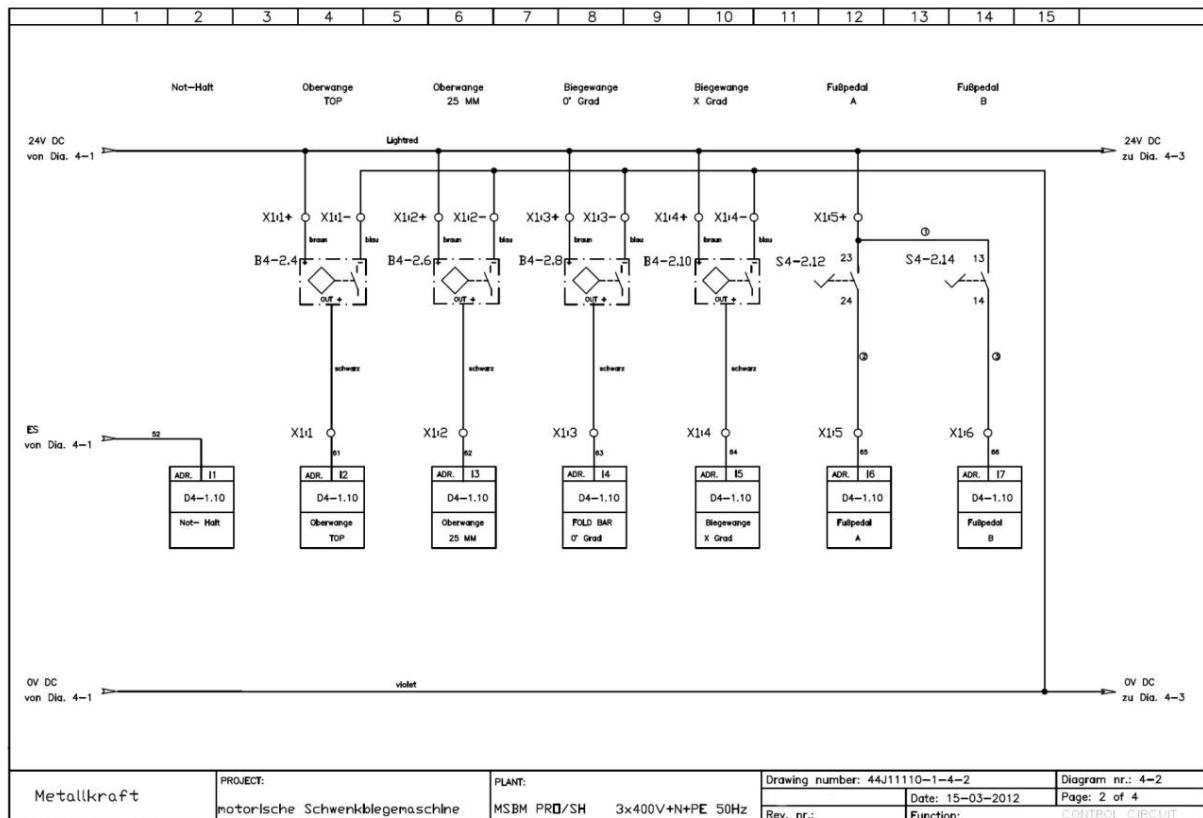 1 2 3 4 5 6 7 8 9 10 11 12 13 14 15
Not-Halt Oberwange Oberwange Biegewange Biegewange Fußpedal Fußpedal
TOP 25 MM 0° Grad X Grad A B
24V DC Lightred 24V DC
von Dia. 4-1 zu Dia. 4-3
X1:1+ X1:1- X1:2+ X1:2- X1:3+ X1:3- X1:4+ X1:4- X1:5+
braun blau braun blau braun blau braun blau 1
B4-2.4 B4-2.6 B4-2.8 B4-2.10 S4-2.12 23 S4-2.14 13
+ - + - + - + -
OUT + OUT + OUT + OUT + 24 14
schwarz schwarz schwarz schwarz 2 3
ES X1:1 X1:2 X1:3 X1:4 X1:5 X1:6
von Dia. 4-1 52 61 62 63 64 65 66
ADR. I1 ADR. I2 ADR. I3 ADR. I4 ADR. I5 ADR. I6 ADR. I7
D4-1.10 D4-1.10 D4-1.10 D4-1.10 D4-1.10 D4-1.10 D4-1.10
Not- Halt Oberwange Oberwange FOLD BAR Biegewange Fußpedal Fußpedal
TOP 25 MM 0° Grad X Grad A B
0V DC violet 0V DC
von Dia. 4-1 zu Dia. 4-3
Metallkraft
PROJECT:
motorische Schwenkbiegemaschine
PLANT:
MSBM PRO/SH 3x400V+N+PE 50Hz
Drawing number: 44J11110-1-4-2 Diagram nr.: 4-2
Date: 15-03-2012 Page: 2 of 4
Rev. nr.: Function: CONTROL CIRCUIT